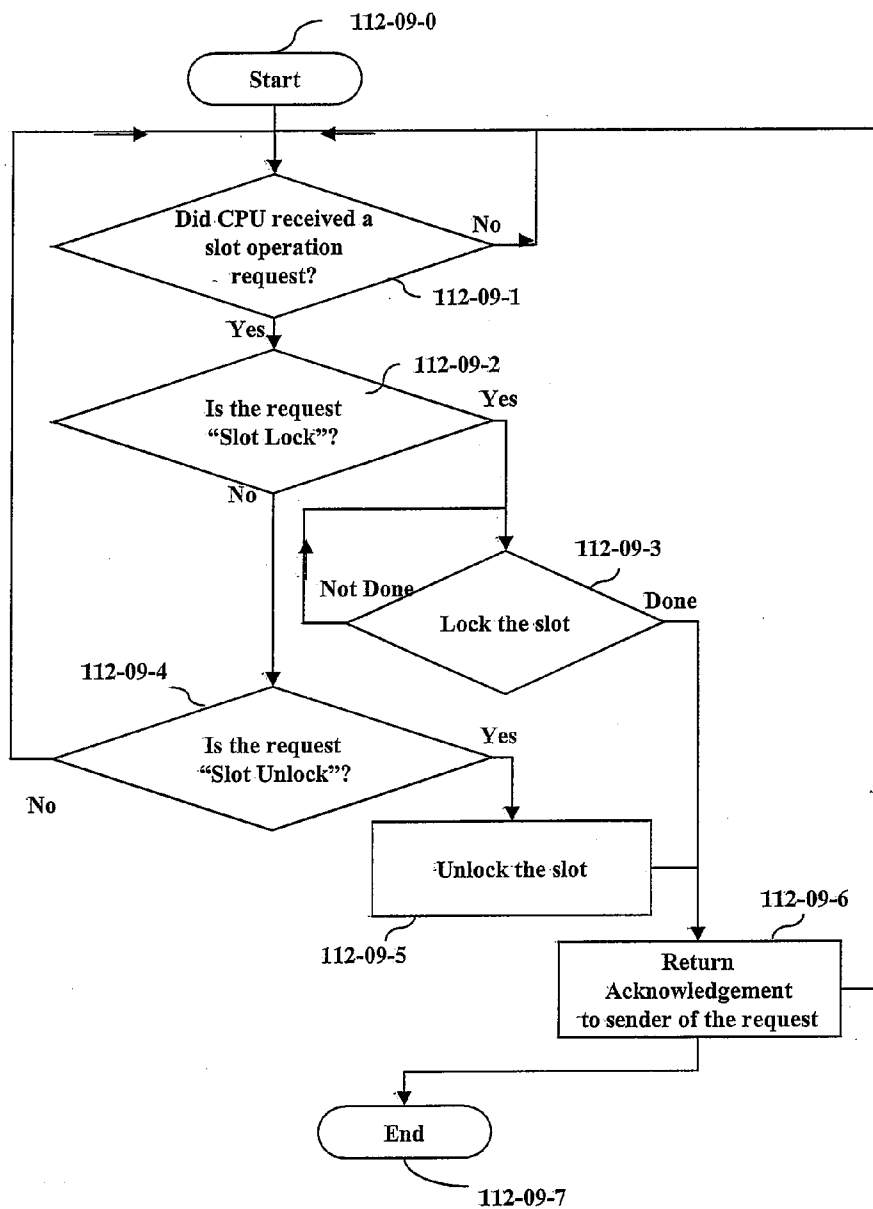 112-09-0
Start
Did CPU received a
slot operation
request?
No
112-09-1
Yes
112-09-2
Is the request
“Slot Lock”?
Yes
No
112-09-3
Not Done
Lock the slot
Done
112-09-4
Is the request
“Slot Unlock”?
Yes
No
Unlock the slot
112-09-5
112-09-6
Return
Acknowledgement
to sender of the request
End
112-09-7